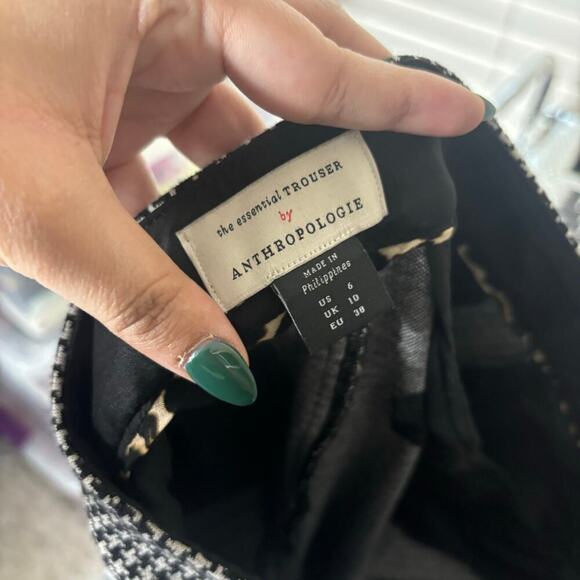 the essential TROUSER
by
ANTHROPOLOGIE
MADE IN
Philippines
US 6
UK 10
EU 38